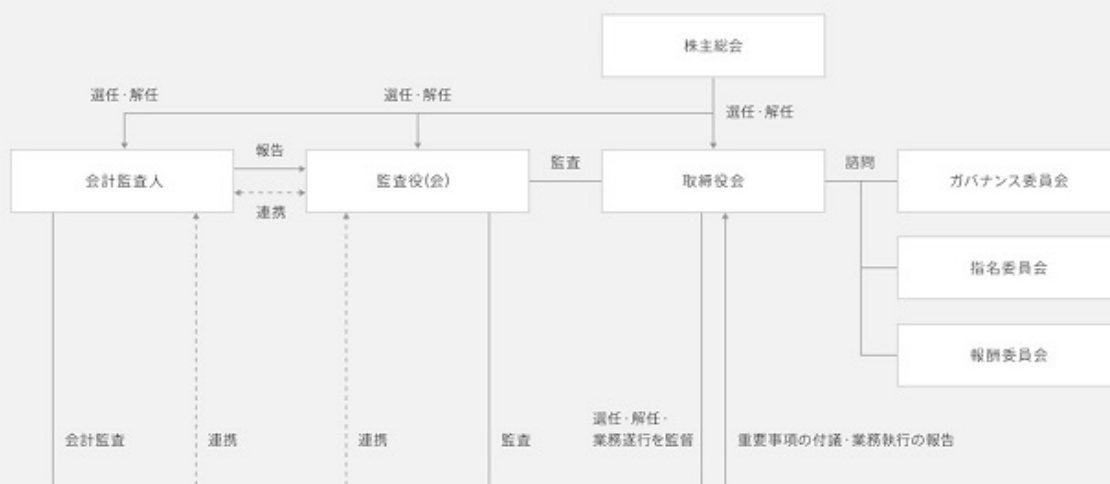 株主総会
選任・解任
選任・解任
選任・解任
会計監査人
報告
連携
監査役(会)
監査
取締役会
諮問
ガバナンス委員会
指名委員会
報酬委員会
会計監査
連携
連携
監査
選任・解任・
業務遂行を監督
重要事項の付議・業務執行の報告